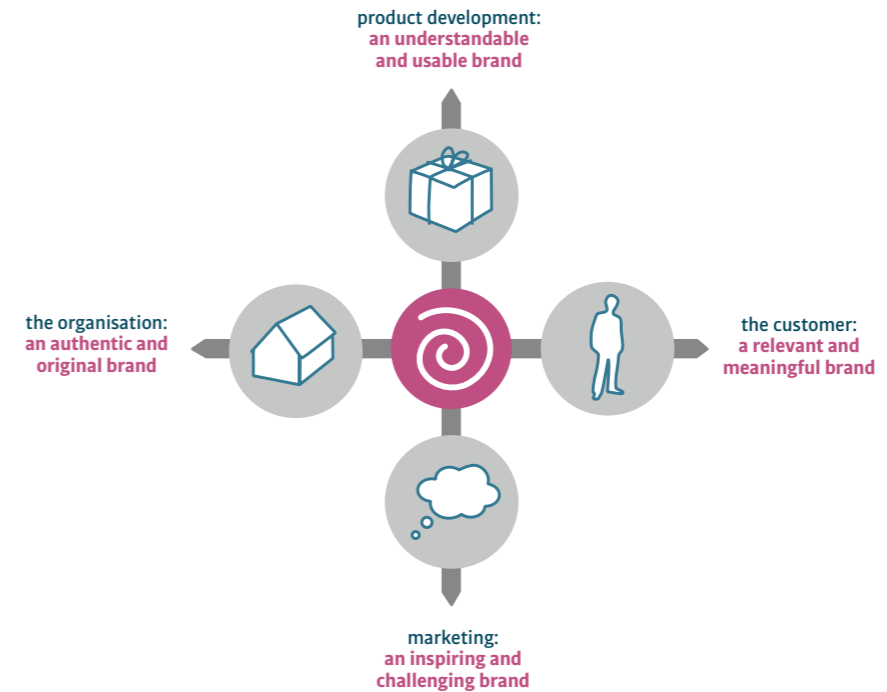 product development:
an understandable
and usable brand
the organisation:
an authentic and
original brand
the customer:
a relevant and
meaningful brand
marketing:
an inspiring and
challenging brand